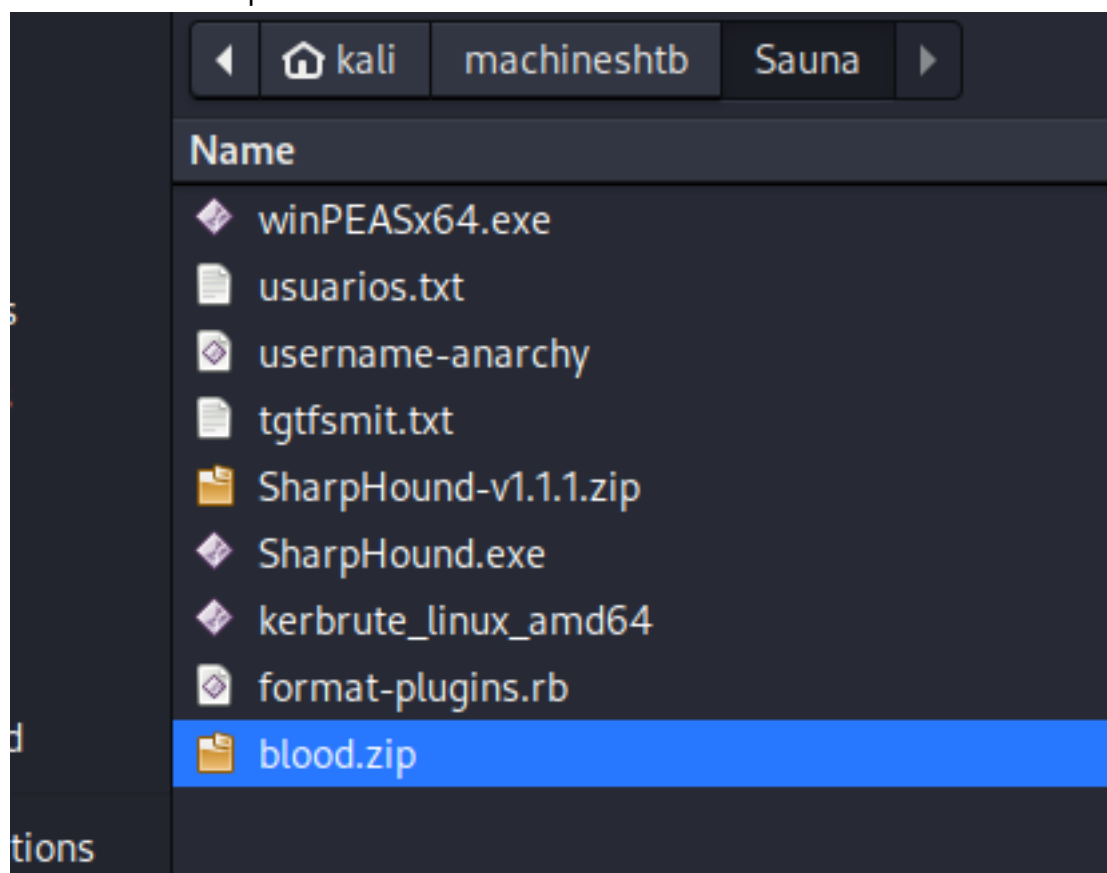 kali machineshtb Sauna
Name
winPEASx64.exe
usuarios.txt
username-anarchy
tgtfsmit.txt
SharpHound-v1.1.1.zip
SharpHound.exe
kerbrute_linux_amd64
format-plugins.rb
blood.zip
tions